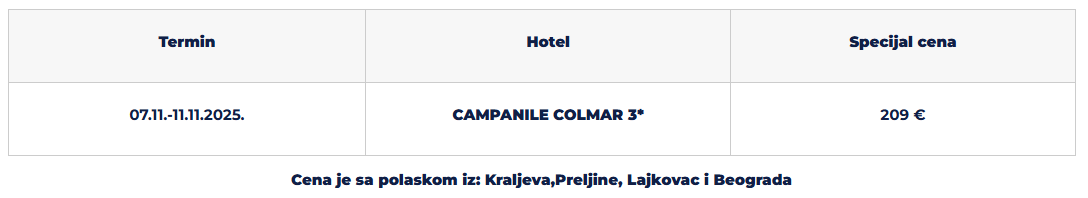 Termin Hotel Specijal cena
07.11.-11.11.2025. CAMPANILE COLMAR 3* 209 €
Cena je sa polaskom iz: Kraljeva,Preljine, Lajkovac i Beograda